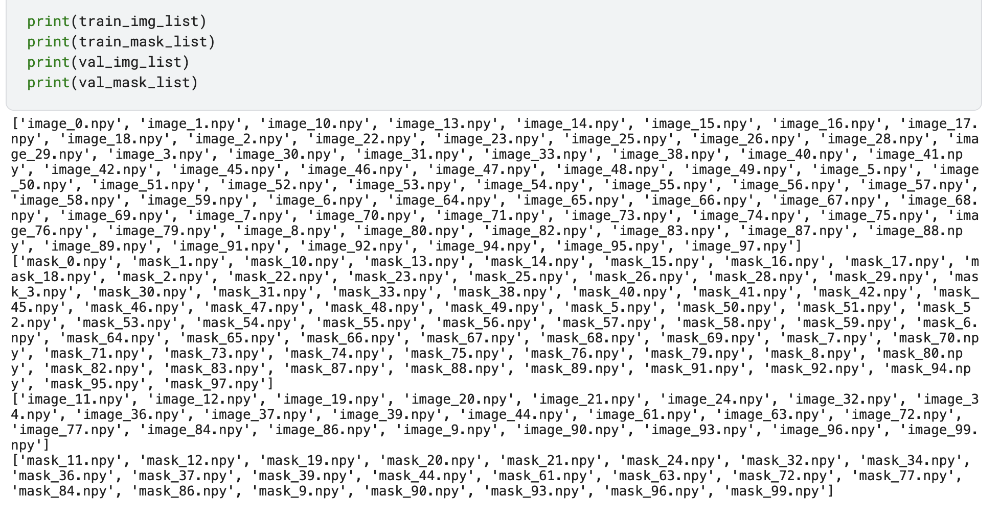 print(train_img_list)
print(train_mask_list)
print(val_img_list)
print(val_mask_list)
['image_0.npy', 'image_1.npy', 'image_10.npy', 'image_13.npy', 'image_14.npy', 'image_15.npy', 'image_16.npy', 'image_17.
npy', 'image_18.npy', 'image_2.npy', 'image_22.npy', 'image_23.npy', 'image_25.npy', 'image_26.npy', 'image_28.npy', 'ima
ge_29.npy', 'image_3.npy', 'image_30.npy', 'image_31.npy', 'image_33.npy', 'image_38.npy', 'image_40.npy', 'image_41.np
y', 'image_42.npy', 'image_45.npy', 'image_46.npy', 'image_47.npy', 'image_48.npy', 'image_49.npy', 'image_5.npy', 'image
_50.npy', 'image_51.npy', 'image_52.npy', 'image_53.npy', 'image_54.npy', 'image_55.npy', 'image_56.npy', 'image_57.npy',
'image_58.npy', 'image_59.npy', 'image_6.npy', 'image_64.npy', 'image_65.npy', 'image_66.npy', 'image_67.npy', 'image_68.
npy', 'image_69.npy', 'image_7.npy', 'image_70.npy', 'image_71.npy', 'image_73.npy', 'image_74.npy', 'image_75.npy', 'ima
ge_76.npy', 'image_79.npy', 'image_8.npy', 'image_80.npy', 'image_82.npy', 'image_83.npy', 'image_87.npy', 'image_88.np
y', 'image_89.npy', 'image_91.npy', 'image_92.npy', 'image_94.npy', 'image_95.npy', 'image_97.npy']
['mask_0.npy', 'mask_1.npy', 'mask_10.npy', 'mask_13.npy', 'mask_14.npy', 'mask_15.npy', 'mask_16.npy', 'mask_17.npy', 'm
ask_18.npy', 'mask_2.npy', 'mask_22.npy', 'mask_23.npy', 'mask_25.npy', 'mask_26.npy', 'mask_28.npy', 'mask_29.npy', 'mas
k_3.npy', 'mask_30.npy', 'mask_31.npy', 'mask_33.npy', 'mask_38.npy', 'mask_40.npy', 'mask_41.npy', 'mask_42.npy', 'mask_
45.npy', 'mask_46.npy', 'mask_47.npy', 'mask_48.npy', 'mask_49.npy', 'mask_5.npy', 'mask_50.npy', 'mask_51.npy', 'mask_5
2.npy', 'mask_53.npy', 'mask_54.npy', 'mask_55.npy', 'mask_56.npy', 'mask_57.npy', 'mask_58.npy', 'mask_59.npy', 'mask_6.
npy', 'mask_64.npy', 'mask_65.npy', 'mask_66.npy', 'mask_67.npy', 'mask_68.npy', 'mask_69.npy', 'mask_7.npy', 'mask_70.np
y', 'mask_71.npy', 'mask_73.npy', 'mask_74.npy', 'mask_75.npy', 'mask_76.npy', 'mask_79.npy', 'mask_8.npy', 'mask_80.np
y', 'mask_82.npy', 'mask_83.npy', 'mask_87.npy', 'mask_88.npy', 'mask_89.npy', 'mask_91.npy', 'mask_92.npy', 'mask_94.np
y', 'mask_95.npy', 'mask_97.npy']
['image_11.npy', 'image_12.npy', 'image_19.npy', 'image_20.npy', 'image_21.npy', 'image_24.npy', 'image_32.npy', 'image_3
4.npy', 'image_36.npy', 'image_37.npy', 'image_39.npy', 'image_44.npy', 'image_61.npy', 'image_63.npy', 'image_72.npy',
'image_77.npy', 'image_84.npy', 'image_86.npy', 'image_9.npy', 'image_90.npy', 'image_93.npy', 'image_96.npy', 'image_99.
npy']
['mask_11.npy', 'mask_12.npy', 'mask_19.npy', 'mask_20.npy', 'mask_21.npy', 'mask_24.npy', 'mask_32.npy', 'mask_34.npy',
'mask_36.npy', 'mask_37.npy', 'mask_39.npy', 'mask_44.npy', 'mask_61.npy', 'mask_63.npy', 'mask_72.npy', 'mask_77.npy',
'mask_84.npy', 'mask_86.npy', 'mask_9.npy', 'mask_90.npy', 'mask_93.npy', 'mask_96.npy', 'mask_99.npy']